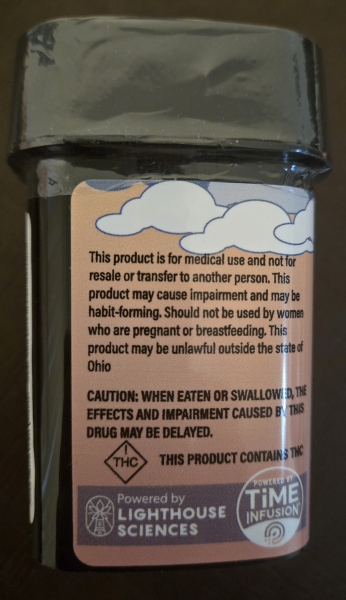 This product is for medical use and not for
resale or transfer to another person. This
product may cause impairment and may be
habit-forming. Should not be used by women
who are pregnant or breastfeeding. This
product may be unlawful outside the state of
Ohio
CAUTION: WHEN EATEN OR SWALLOWED, THE
EFFECTS AND IMPAIRMENT CAUSED BY THIS
DRUG MAY BE DELAYED.
! THC
THIS PRODUCT CONTAINS THC
Powered by
LIGHTHOUSE
SCIENCES
POWERED BY
TiME
INFUSION